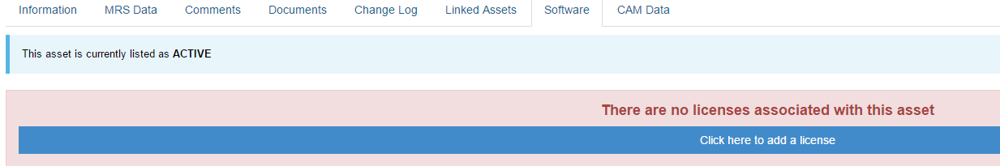 Information MRS Data Comments Documents Change Log Linked Assets Software CAM Data
This asset is currently listed as ACTIVE
There are no licenses associated with this asset
Click here to add a license